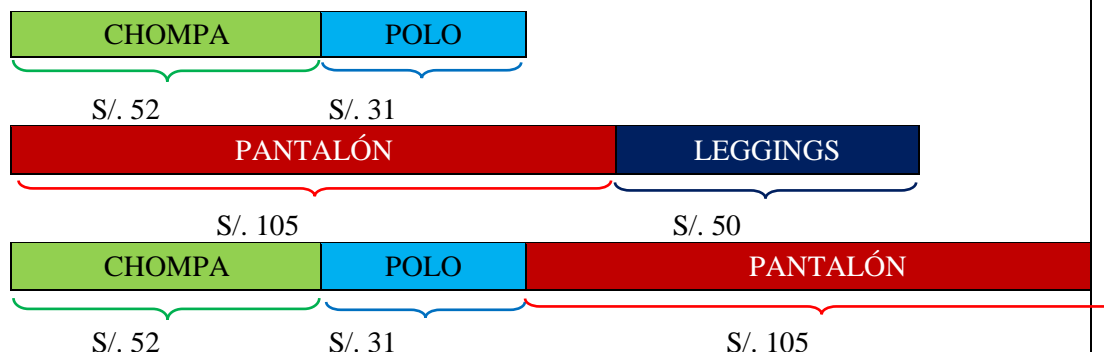 CHOMPA POLO
S/. 52 S/. 31
PANTALÓN LEGGINGS
S/. 105 S/. 50
CHOMPA POLO PANTALÓN
S/. 52 S/. 31 S/. 105